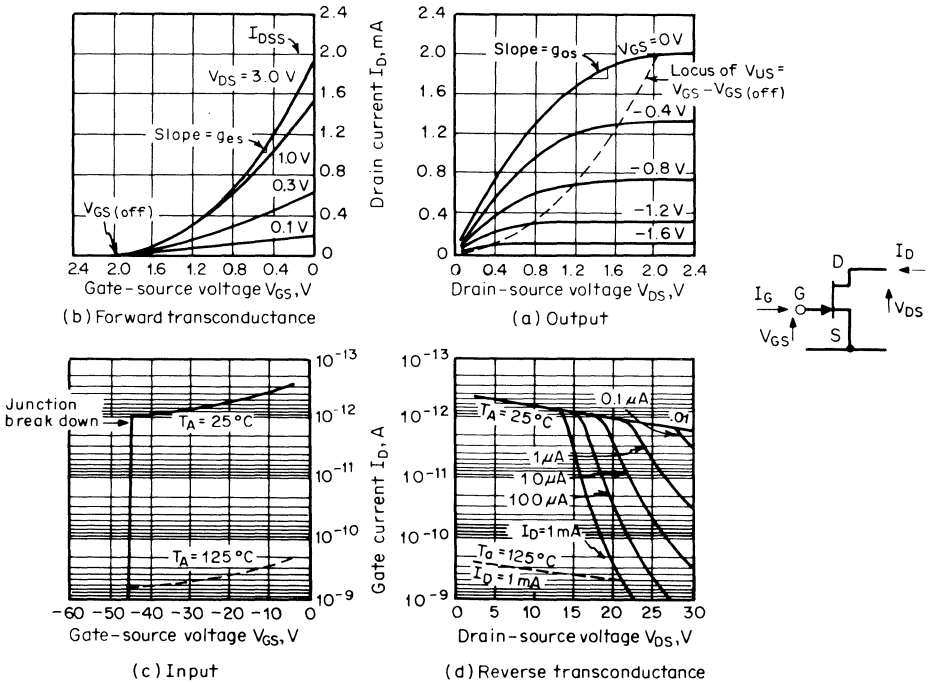 2.4
2.0
1.6
1.2
0.8
0.4
0
Drain current I_D, mA
I_DSS
V_DS = 3.0 V
Slope = g_es
1.0 V
0.3 V
0.1 V
V_GS(off)
2.4 2.0 1.6 1.2 0.8 0.4 0
Gate-source voltage V_GS, V
(b) Forward transconductance
2.4
2.0
1.6
1.2
0.8
0.4
0
Slope = g_os
V_GS = 0V
Locus of V_US =
V_GS – V_GS(off)
-0.4 V
-0.8 V
-1.2 V
-1.6 V
0 0.4 0.8 1.2 1.6 2.0 2.4
Drain-source voltage V_DS, V
(a) Output
I_G
G
D
S
I_D
V_GS
V_DS
10^-13
10^-12
10^-11
10^-10
10^-9
Gate current I_D, A
Junction
break down
T_A = 25°C
T_A = 125°C
-60 -50 -40 -30 -20 -10 0
Gate-source voltage V_GS, V
(c) Input
10^-13
10^-12
10^-11
10^-10
10^-9
T_A = 25°C
0.1 μA
.01
1 μA
10 μA
100 μA
I_D = 1 mA
T_a = 125°C
I_D = 1 mA
0 5 10 15 20 25 30
Drain-source voltage V_DS, V
(d) Reverse transconductance